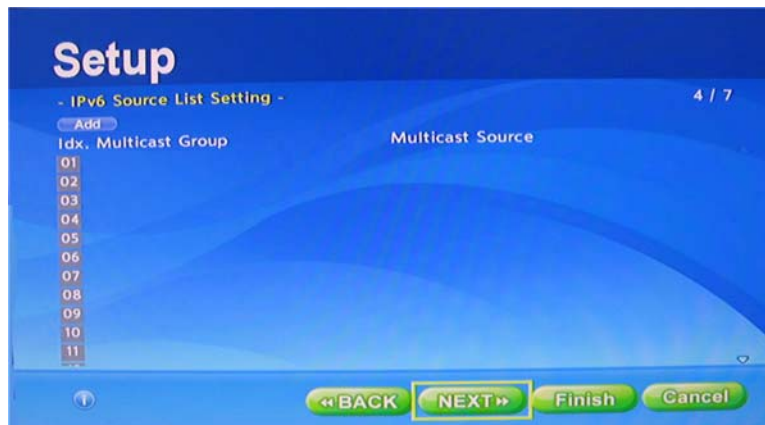 Setup
- IPv6 Source List Setting -
4 / 7
Add
Idx. Multicast Group Multicast Source
01
02
03
04
05
06
07
08
09
10
11
BACK NEXT Finish Cancel